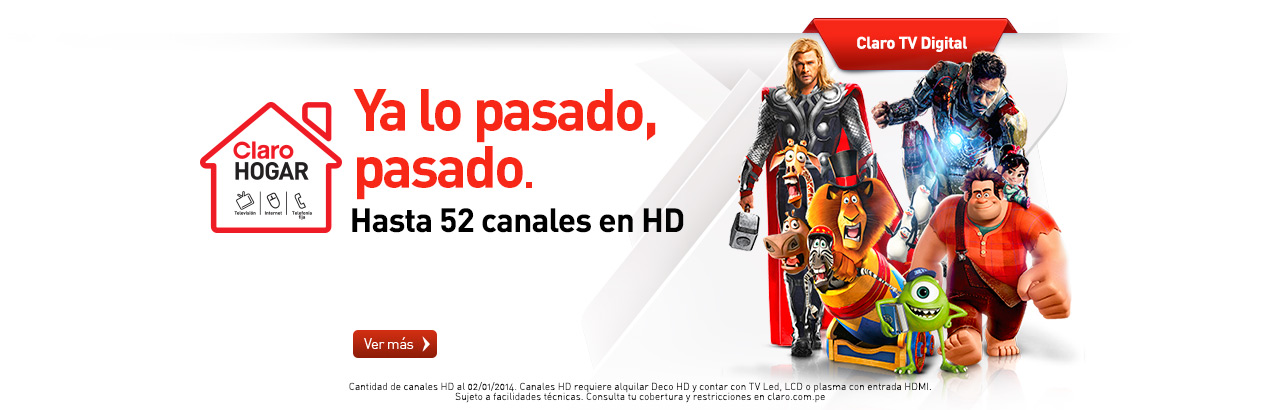 Claro TV Digital
Ya lo pasado,
pasado.
Hasta 52 canales en HD
Claro
HOGAR
Televisión Internet Telefonía fija
Ver más
Cantidad de canales HD al 02/01/2014. Canales HD requiere alquilar Deco HD y contar con TV Led, LCD o plasma con entrada HDMI.
Sujeto a facilidades técnicas. Consulta tu cobertura y restricciones en claro.com.pe